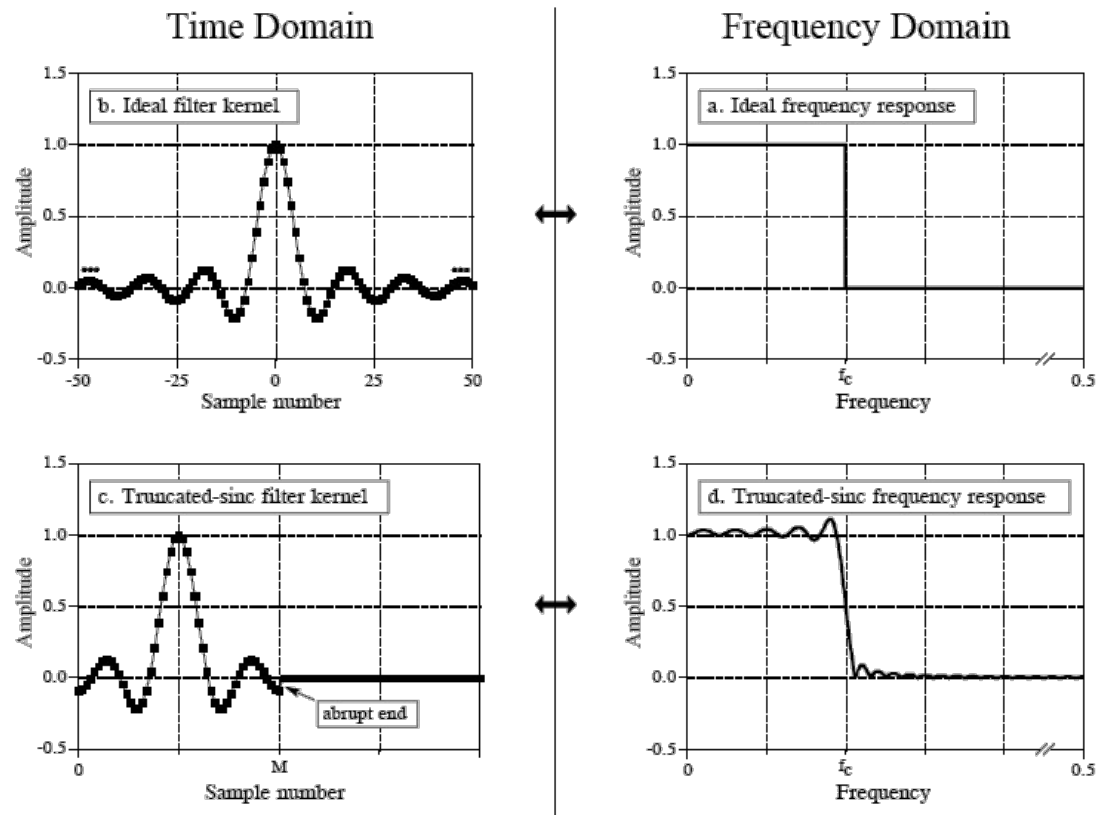 Time Domain
Frequency Domain
b. Ideal filter kernel
Amplitude
1.5
1.0
0.5
0.0
-0.5
-50
-25
0
25
50
Sample number
a. Ideal frequency response
Amplitude
1.5
1.0
0.5
0.0
-0.5
0
fc
0.5
Frequency
c. Truncated-sinc filter kernel
Amplitude
1.5
1.0
0.5
0.0
-0.5
abrupt end
0
M
Sample number
d. Truncated-sinc frequency response
Amplitude
1.5
1.0
0.5
0.0
-0.5
0
fc
0.5
Frequency